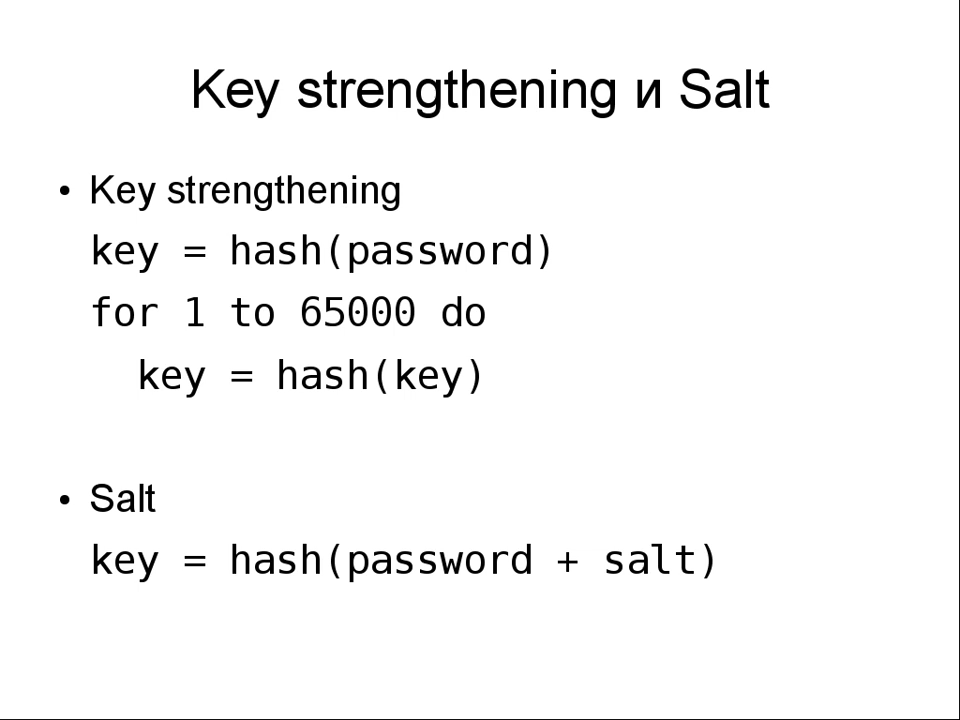 Key strengthening и Salt
• Key strengthening
key = hash(password)
for 1 to 65000 do
key = hash(key)
• Salt
key = hash(password + salt)